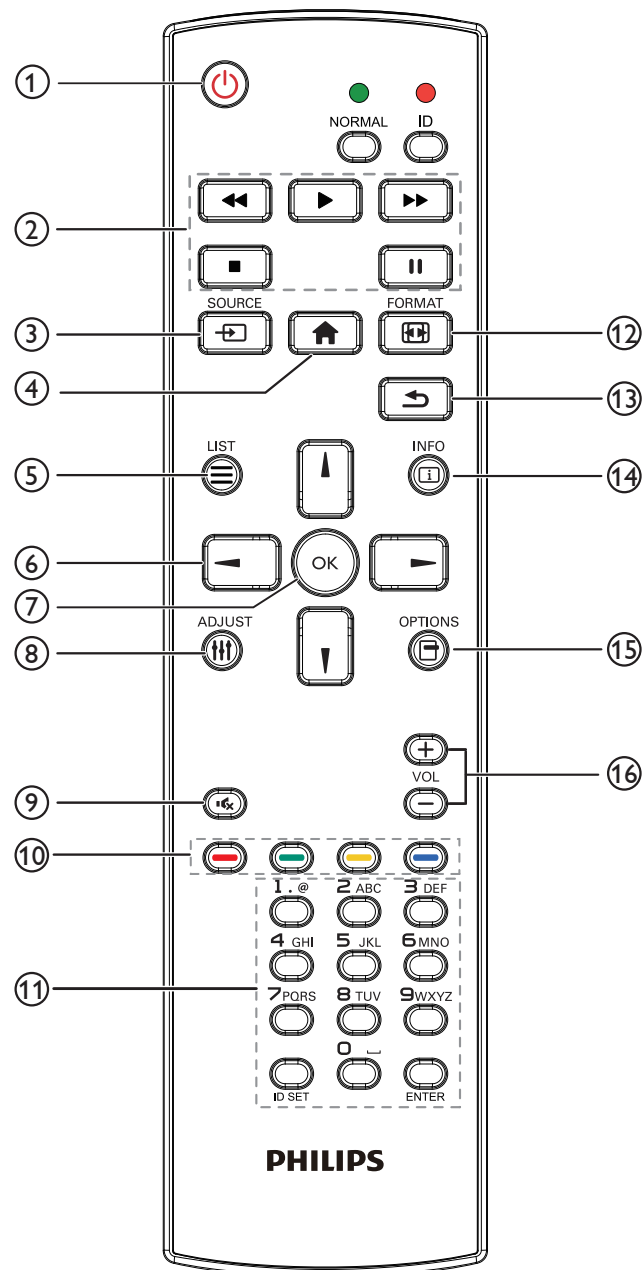 1
NORMAL ID
2
SOURCE FORMAT
3
12
4
13
LIST INFO
5
14
6
OK
7
ADJUST OPTIONS
8
15
+
VOL
16
−
9
10
1 . @ 2 ABC 3 DEF
4 GHI 5 JKL 6 MNO
11
7 PQRS 8 TUV 9 WXYZ
0 ⎵
ID SET ENTER
PHILIPS